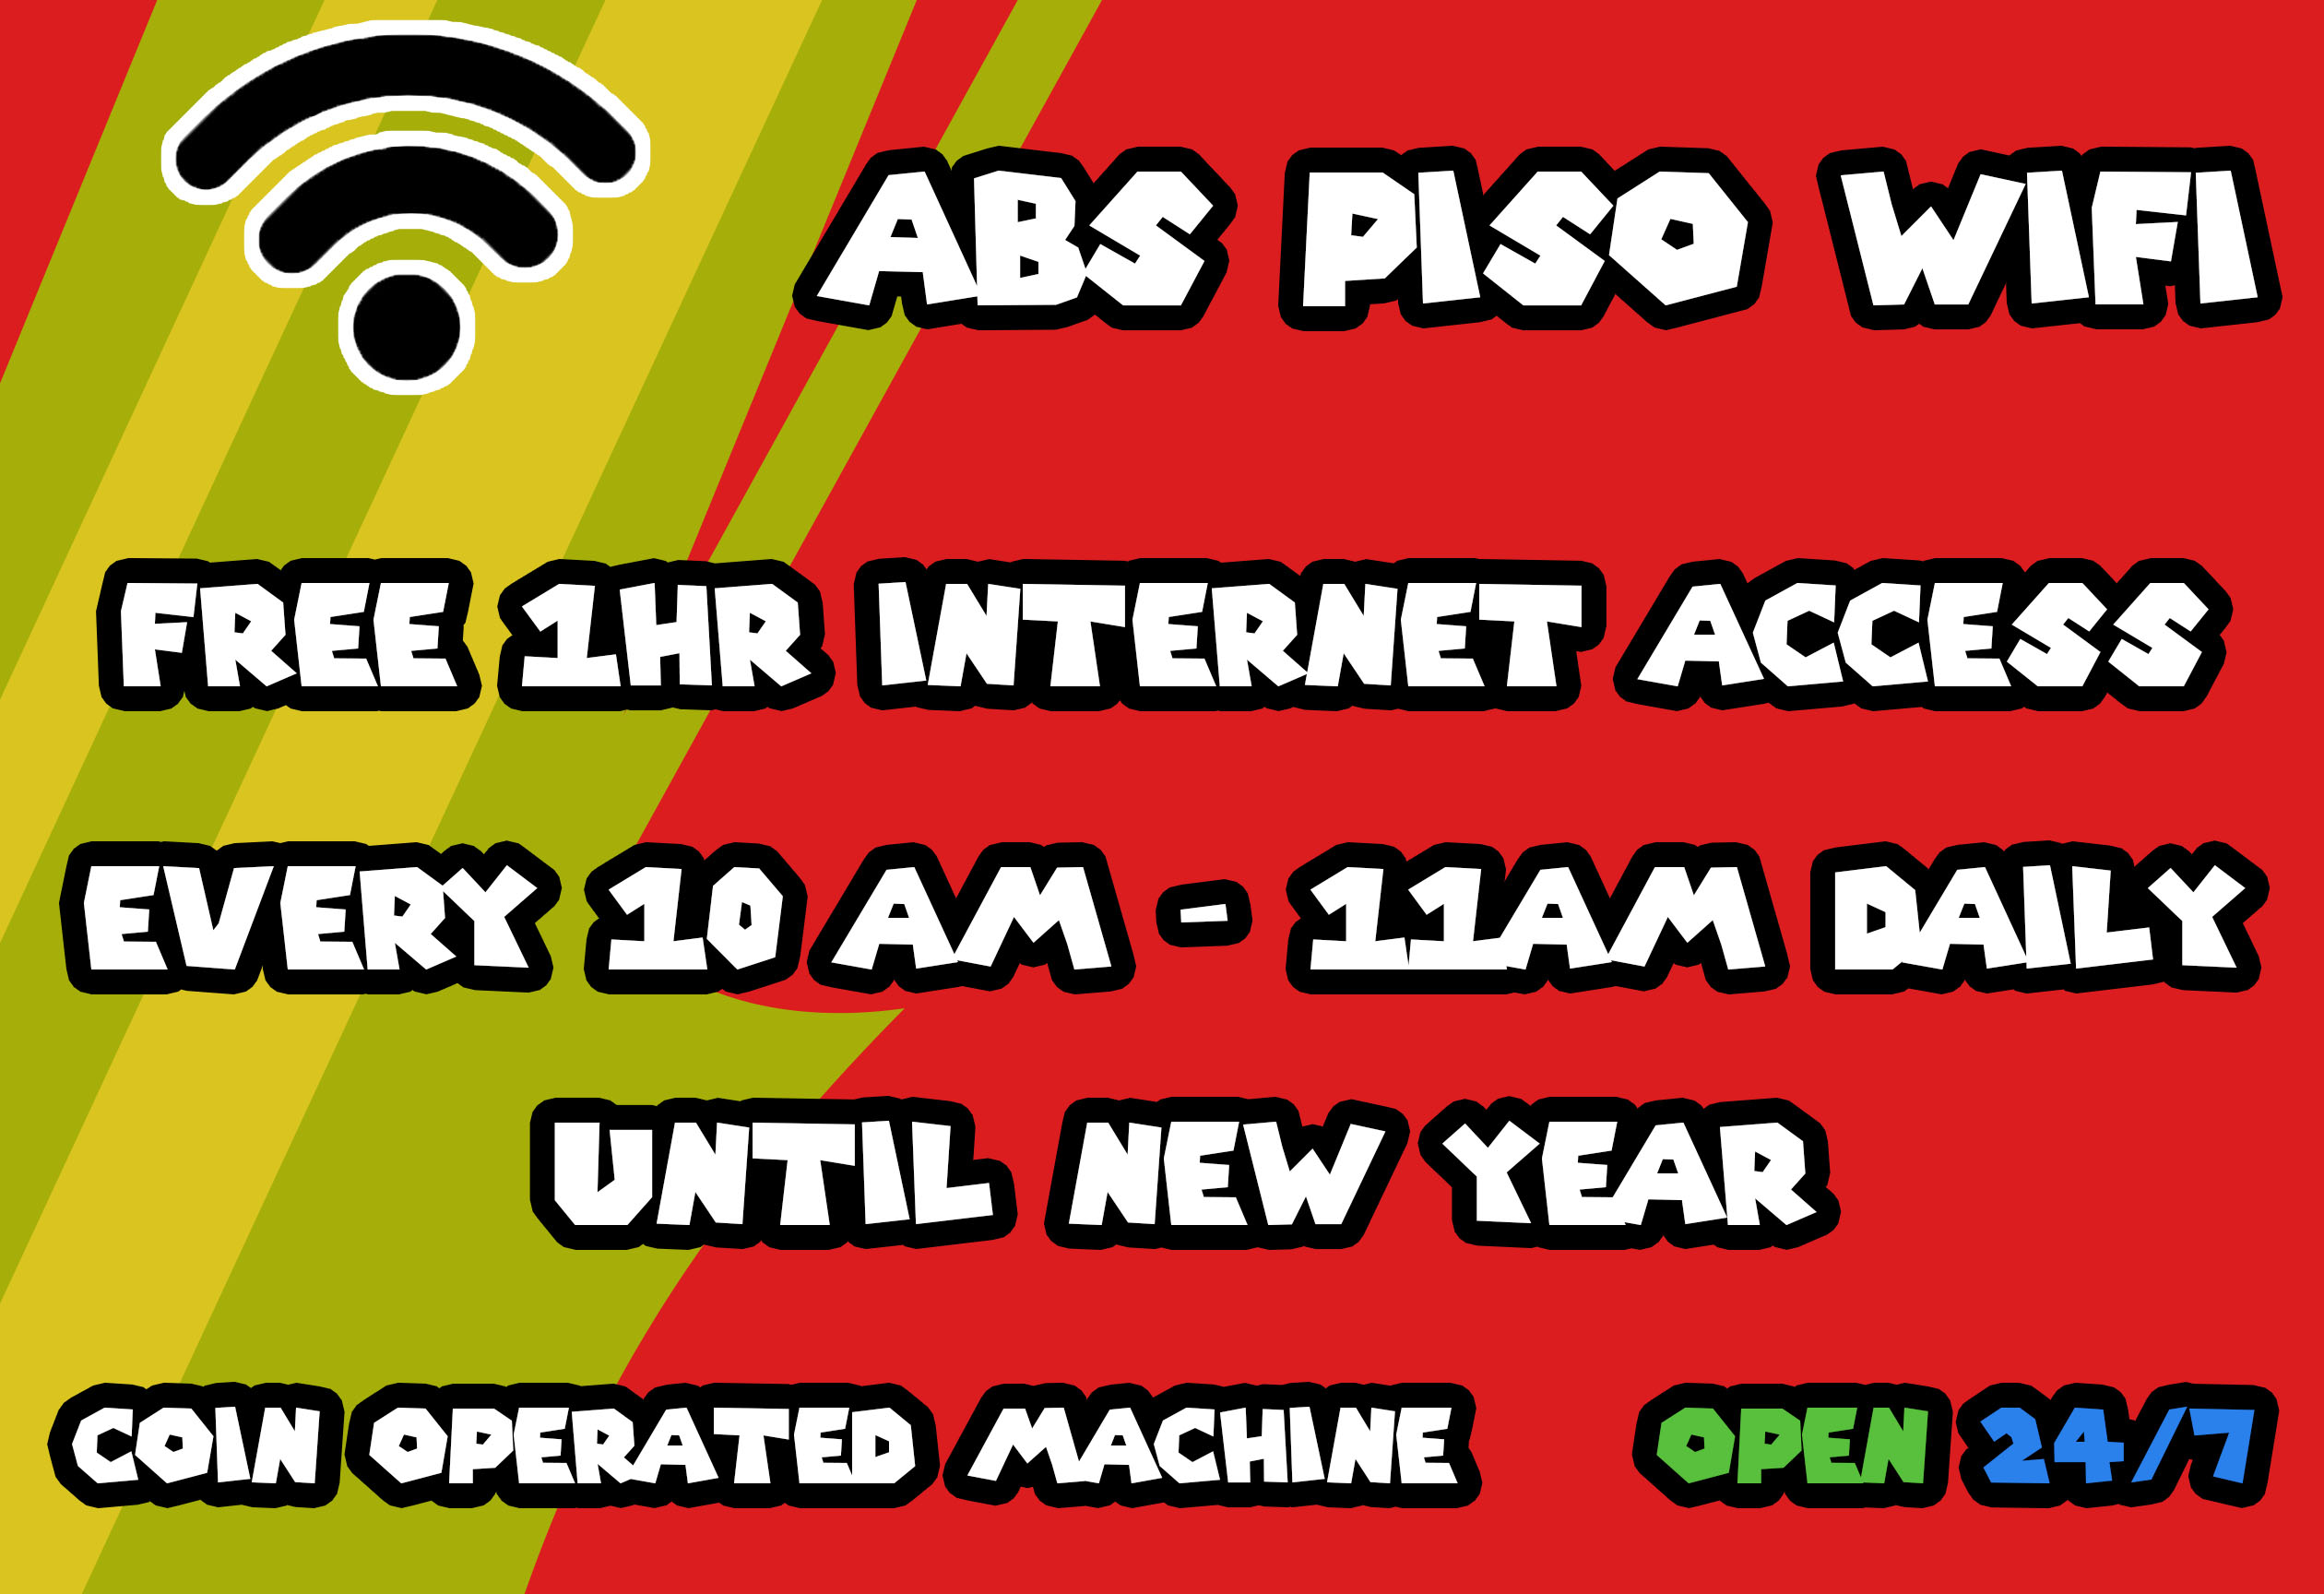 ABS PISO WIFI
FREE 1HR INTERNET ACCESS
EVERY 10 AM - 11AM DAILY
UNTIL NEW YEAR
COIN OPERATED MACHINE OPEN 24/7